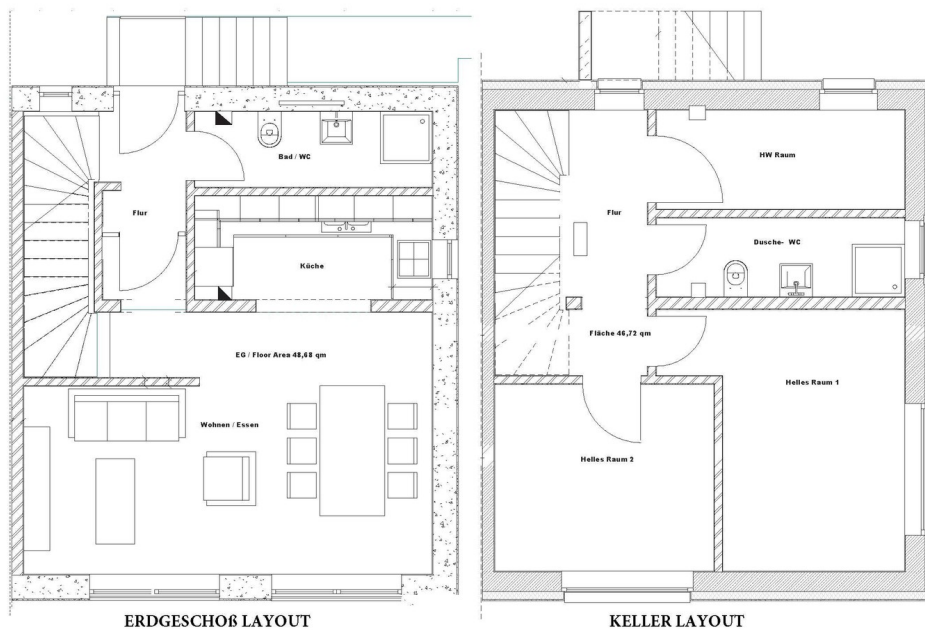 Bad / WC
Flur
Küche
EG / Floor Area 48,68 qm
Wohnen / Essen
ERDGESCHOß LAYOUT
HW Raum
Flur
Dusche- WC
Fläche 46,72 qm
Helles Raum 1
Helles Raum 2
KELLER LAYOUT